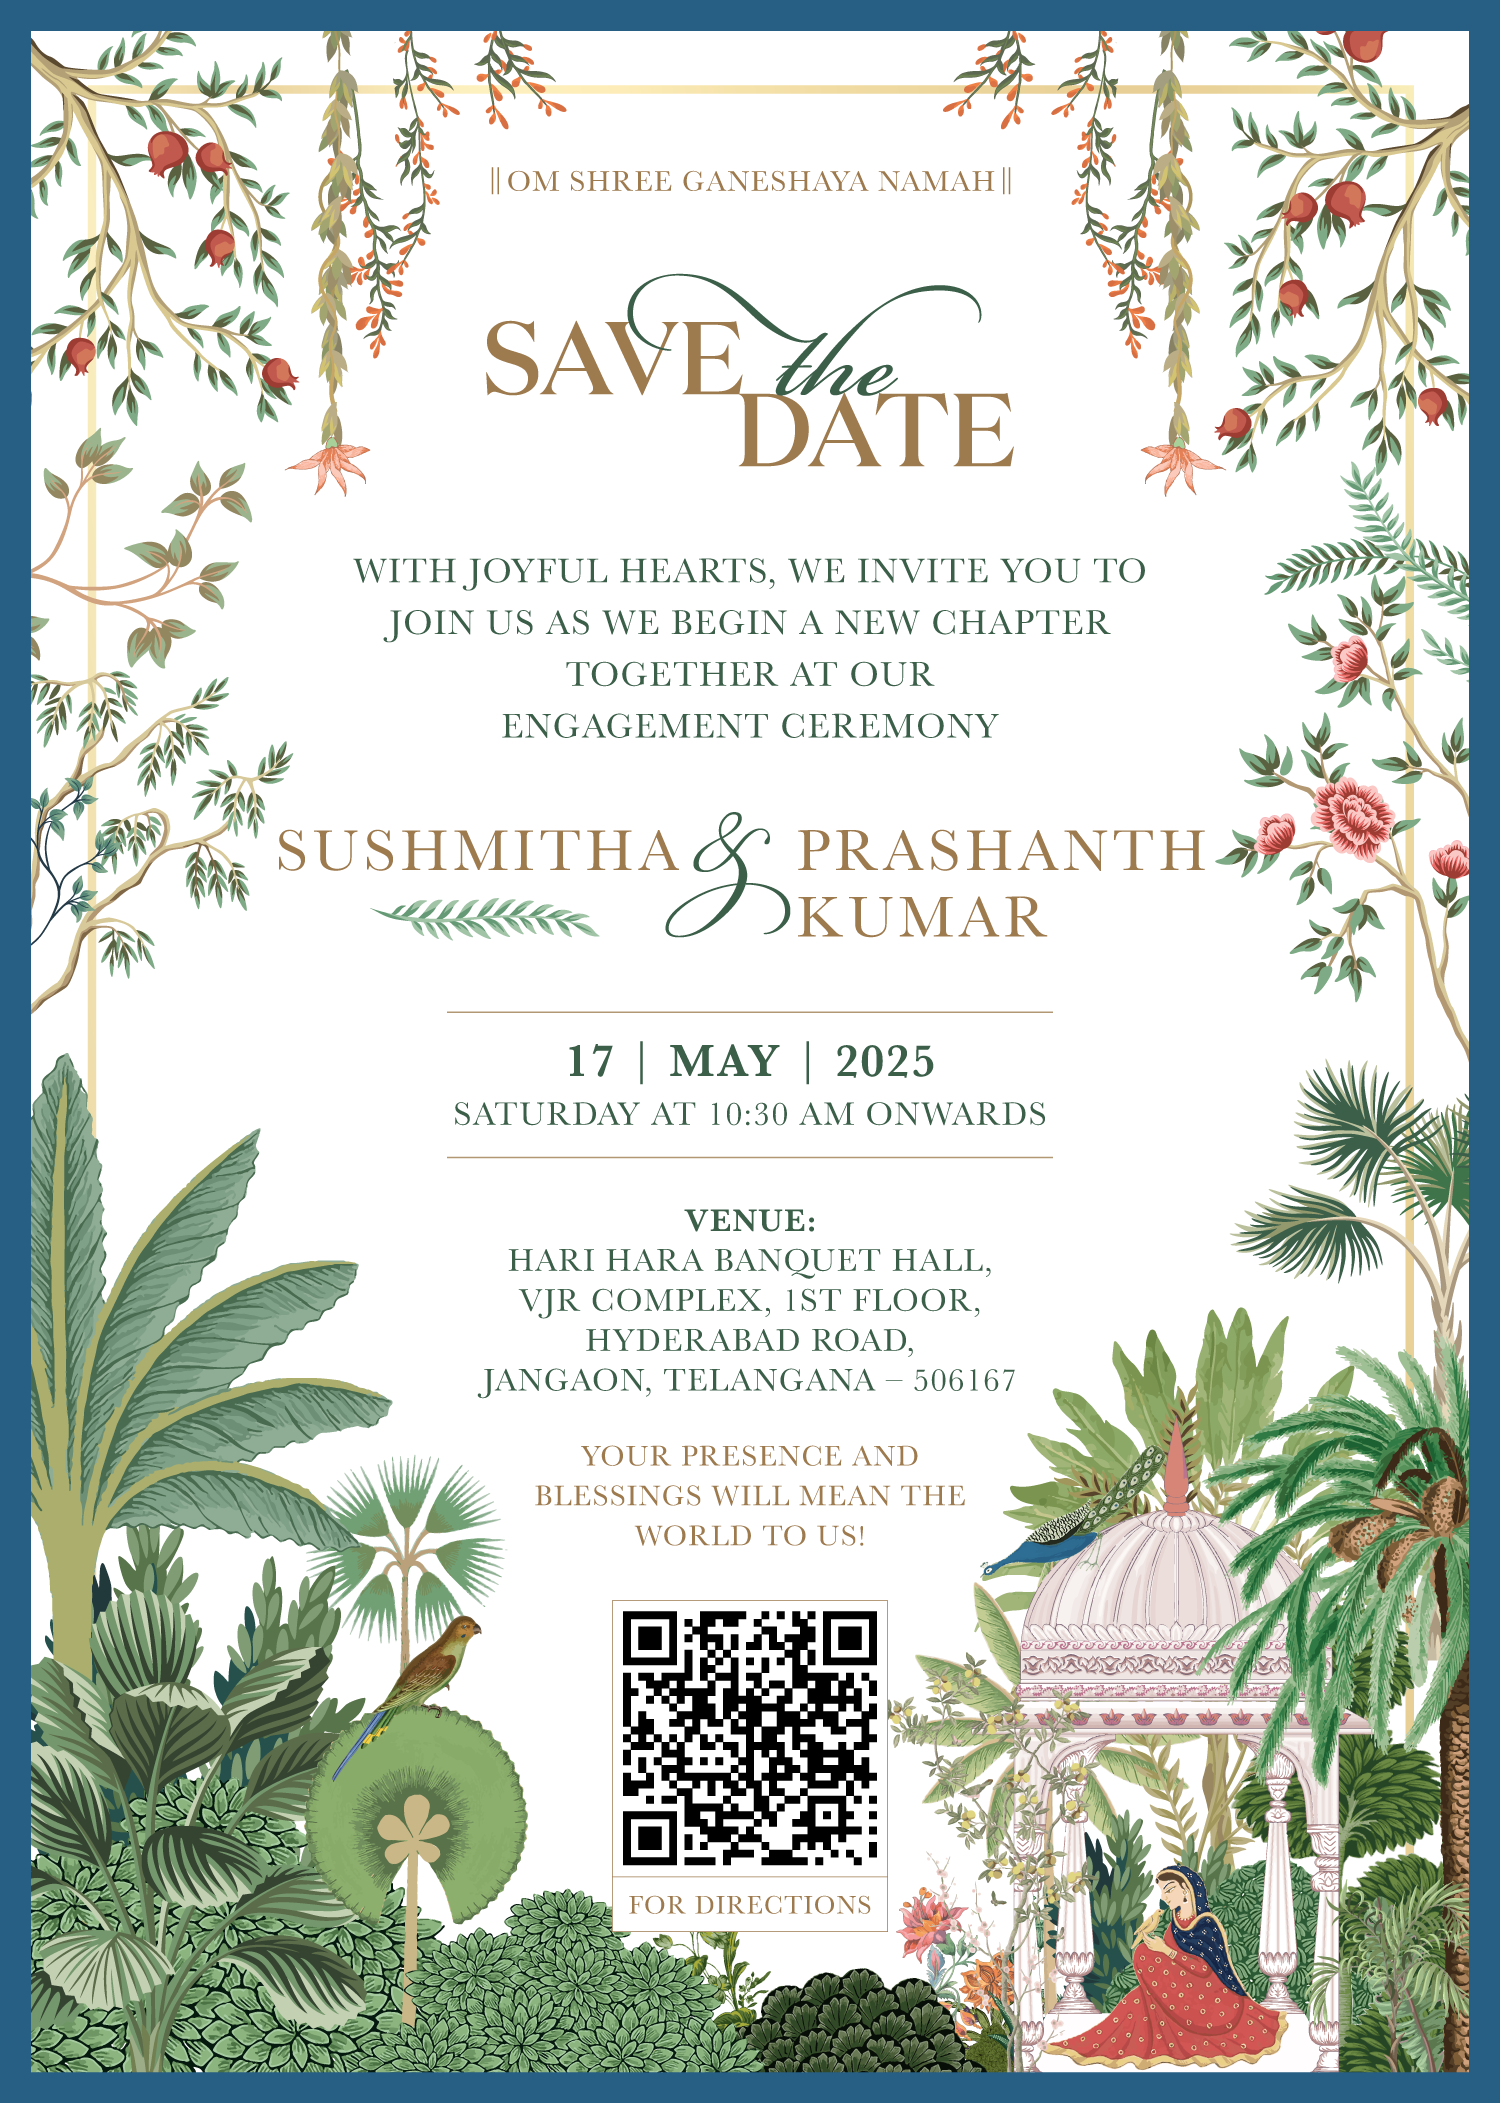 ||OM SHREE GANESHAYA NAMAH||
SAVE the
DATE
WITH JOYFUL HEARTS, WE INVITE YOU TO
JOIN US AS WE BEGIN A NEW CHAPTER
TOGETHER AT OUR
ENGAGEMENT CEREMONY
SUSHMITHA & PRASHANTH
KUMAR
17 | MAY | 2025
SATURDAY AT 10:30 AM ONWARDS
VENUE:
HARI HARA BANQUET HALL,
VJR COMPLEX, 1ST FLOOR,
HYDERABAD ROAD,
JANGAON, TELANGANA – 506167
YOUR PRESENCE AND
BLESSINGS WILL MEAN THE
WORLD TO US!
FOR DIRECTIONS